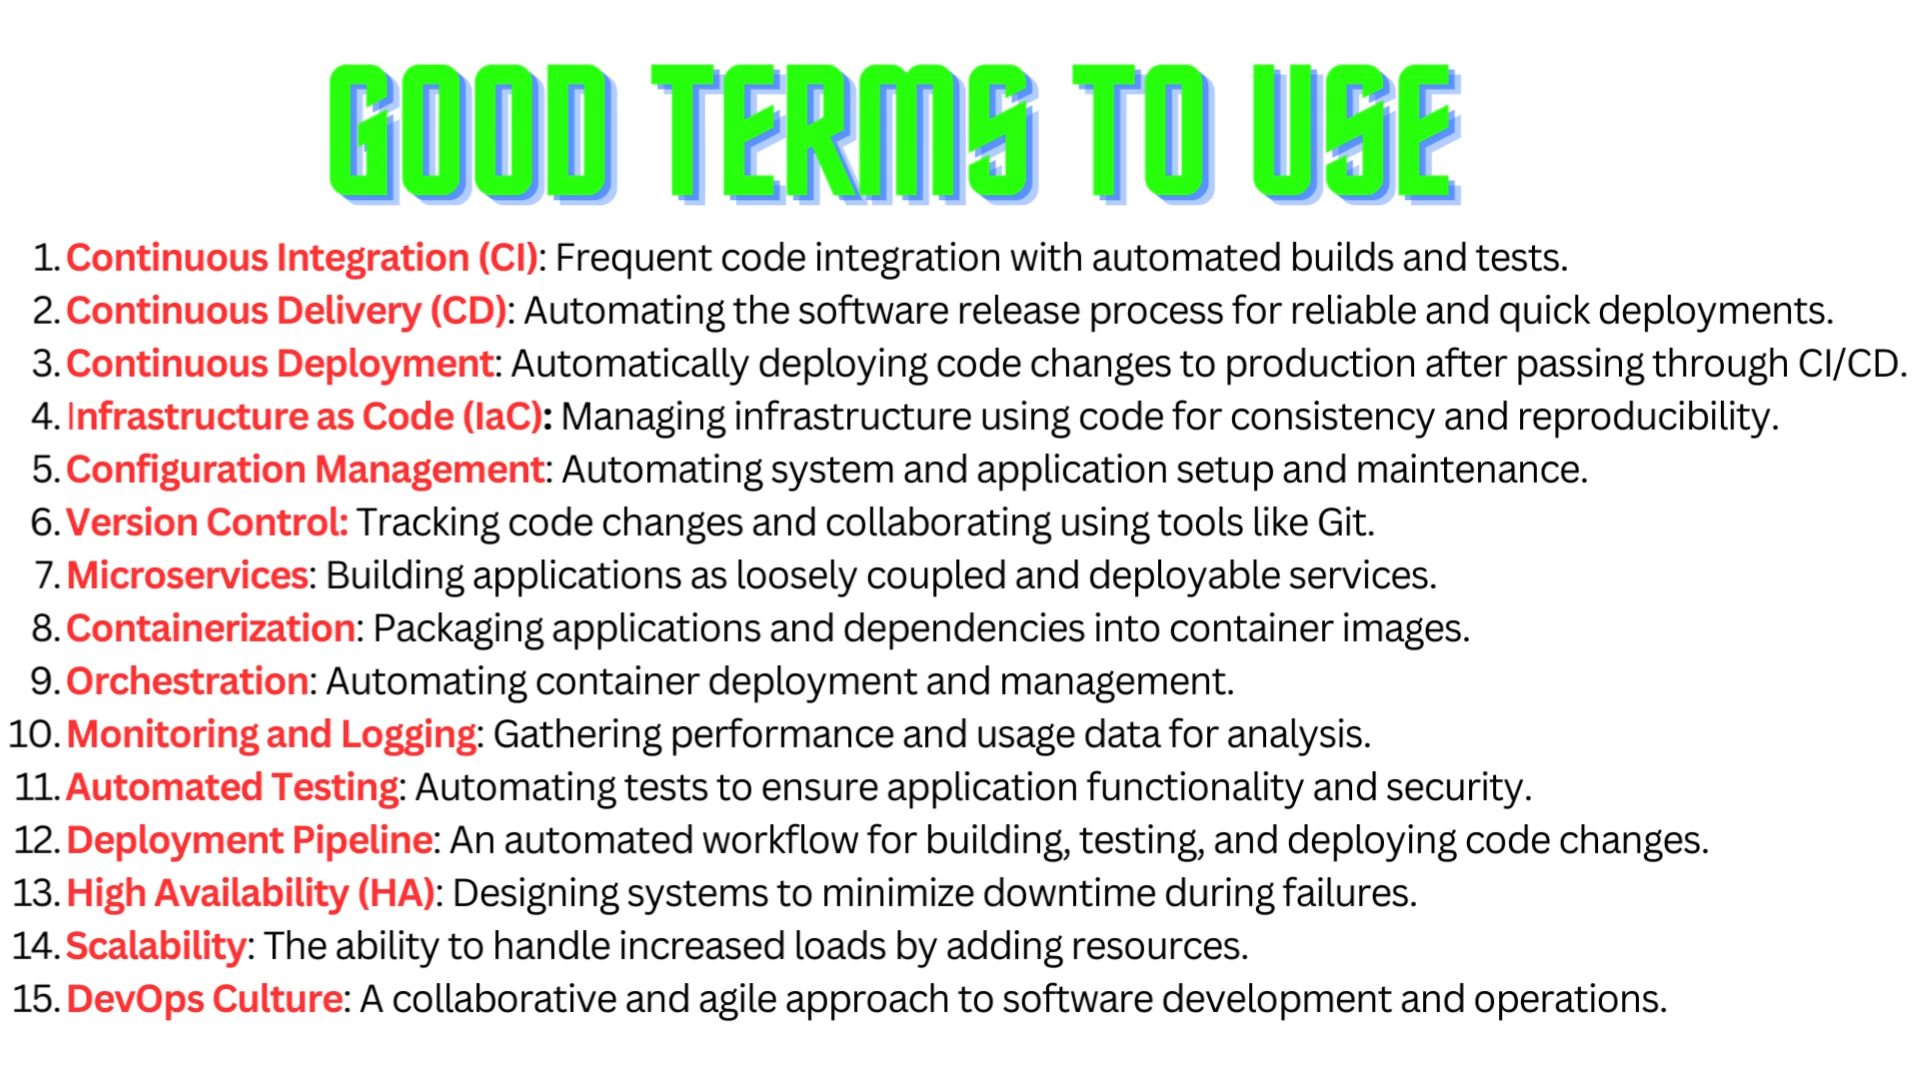 GOOD TERMS TO USE
1. Continuous Integration (CI): Frequent code integration with automated builds and tests.
2. Continuous Delivery (CD): Automating the software release process for reliable and quick deployments.
3. Continuous Deployment: Automatically deploying code changes to production after passing through CI/CD.
4. Infrastructure as Code (IaC): Managing infrastructure using code for consistency and reproducibility.
5. Configuration Management: Automating system and application setup and maintenance.
6. Version Control: Tracking code changes and collaborating using tools like Git.
7. Microservices: Building applications as loosely coupled and deployable services.
8. Containerization: Packaging applications and dependencies into container images.
9. Orchestration: Automating container deployment and management.
10. Monitoring and Logging: Gathering performance and usage data for analysis.
11. Automated Testing: Automating tests to ensure application functionality and security.
12. Deployment Pipeline: An automated workflow for building, testing, and deploying code changes.
13. High Availability (HA): Designing systems to minimize downtime during failures.
14. Scalability: The ability to handle increased loads by adding resources.
15. DevOps Culture: A collaborative and agile approach to software development and operations.